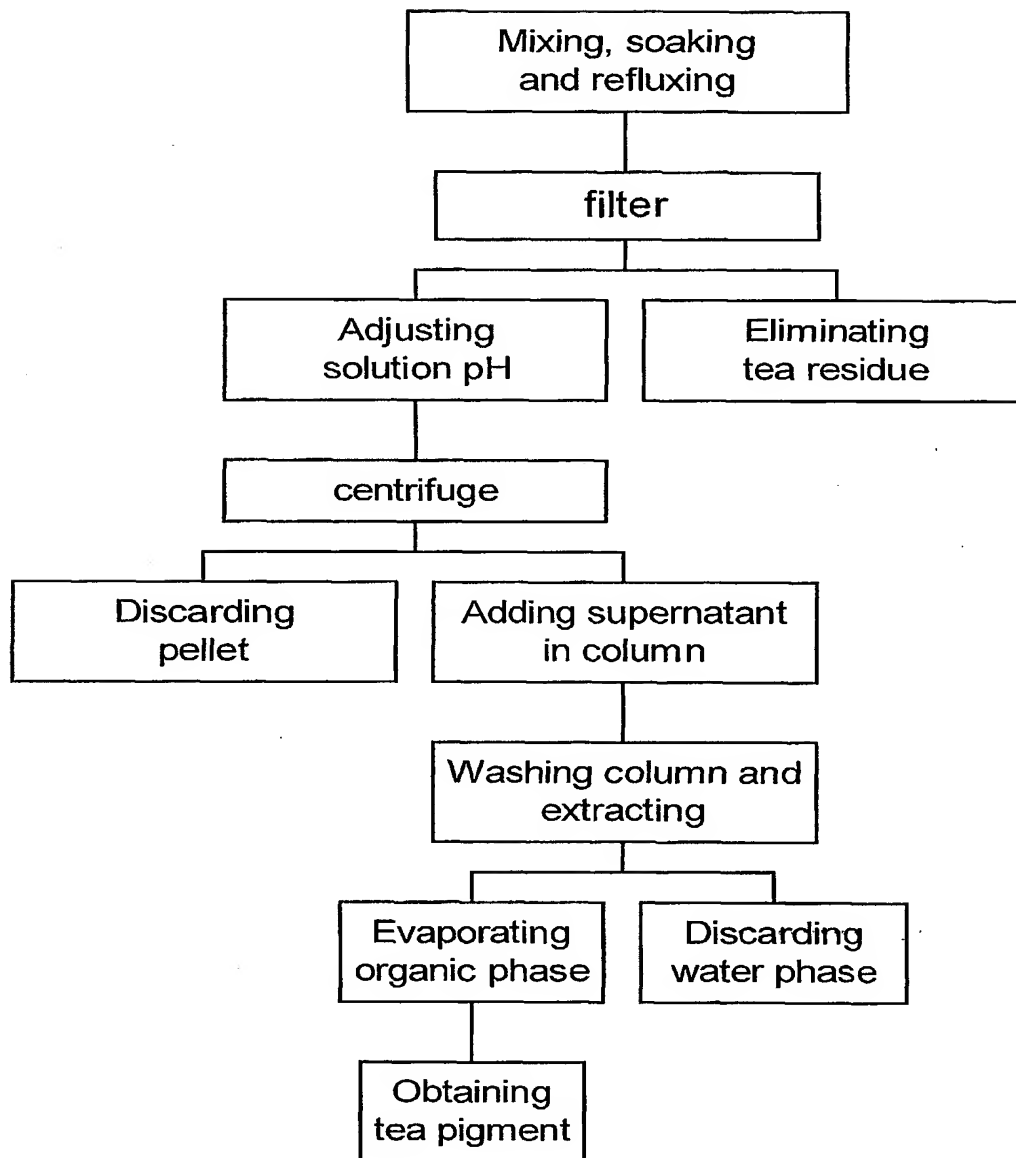 Mixing, soaking
and refluxing
filter
Adjusting
solution pH
Eliminating
tea residue
centrifuge
Discarding
pellet
Adding supernatant
in column
Washing column and
extracting
Evaporating
organic phase
Discarding
water phase
Obtaining
tea pigment